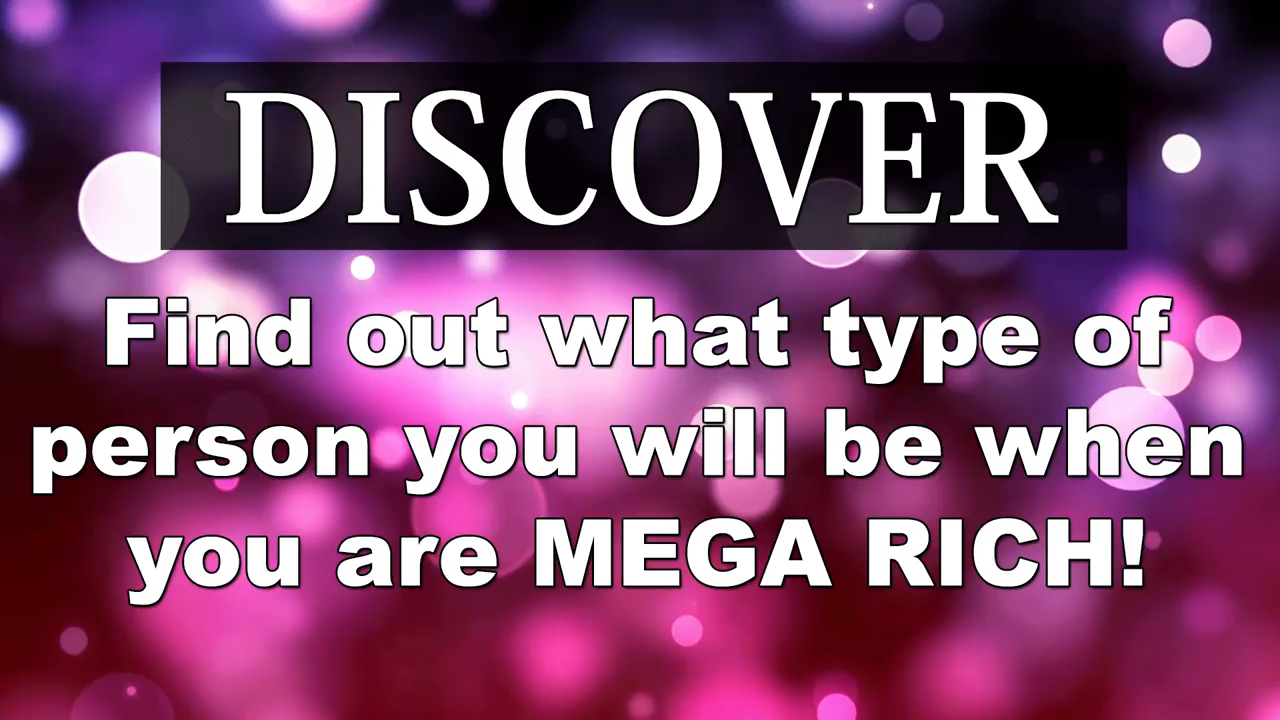 DISCOVER
Find out what type of
person you will be when
you are MEGA RICH!